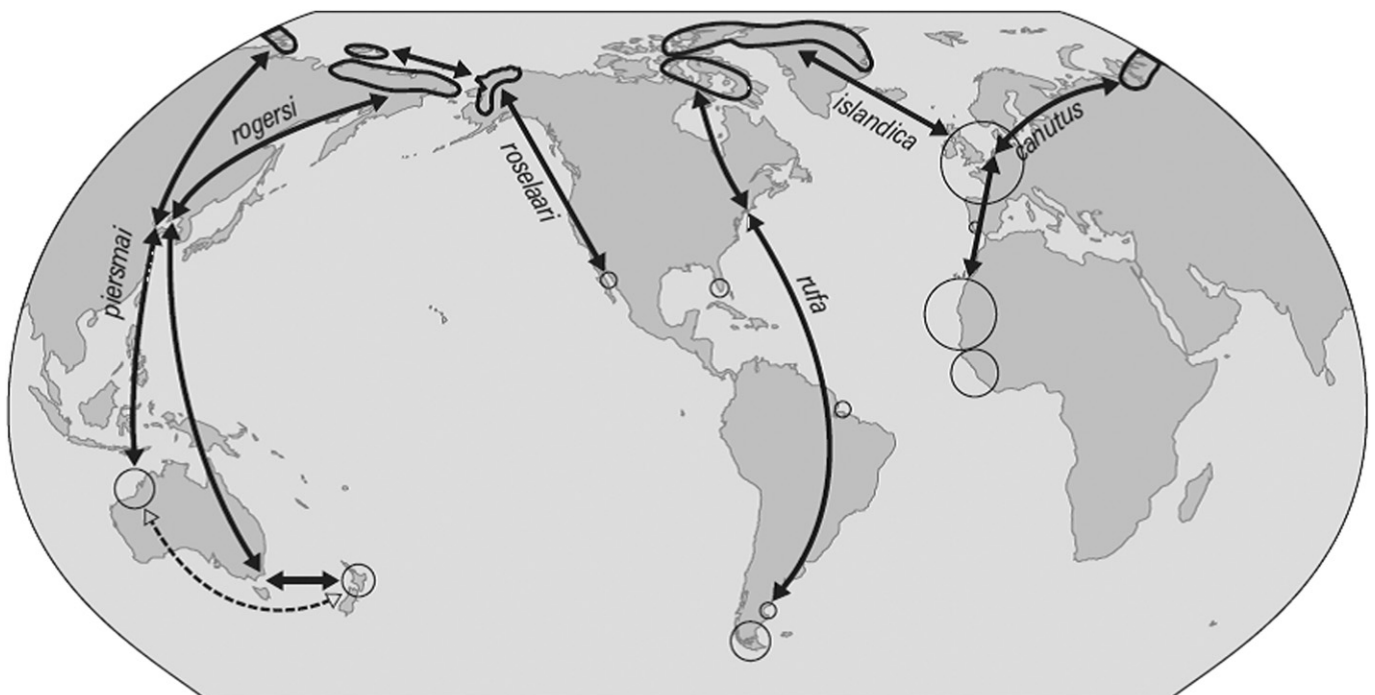 rogersi
piersmai
roselaari
rufa
islandica
canutus